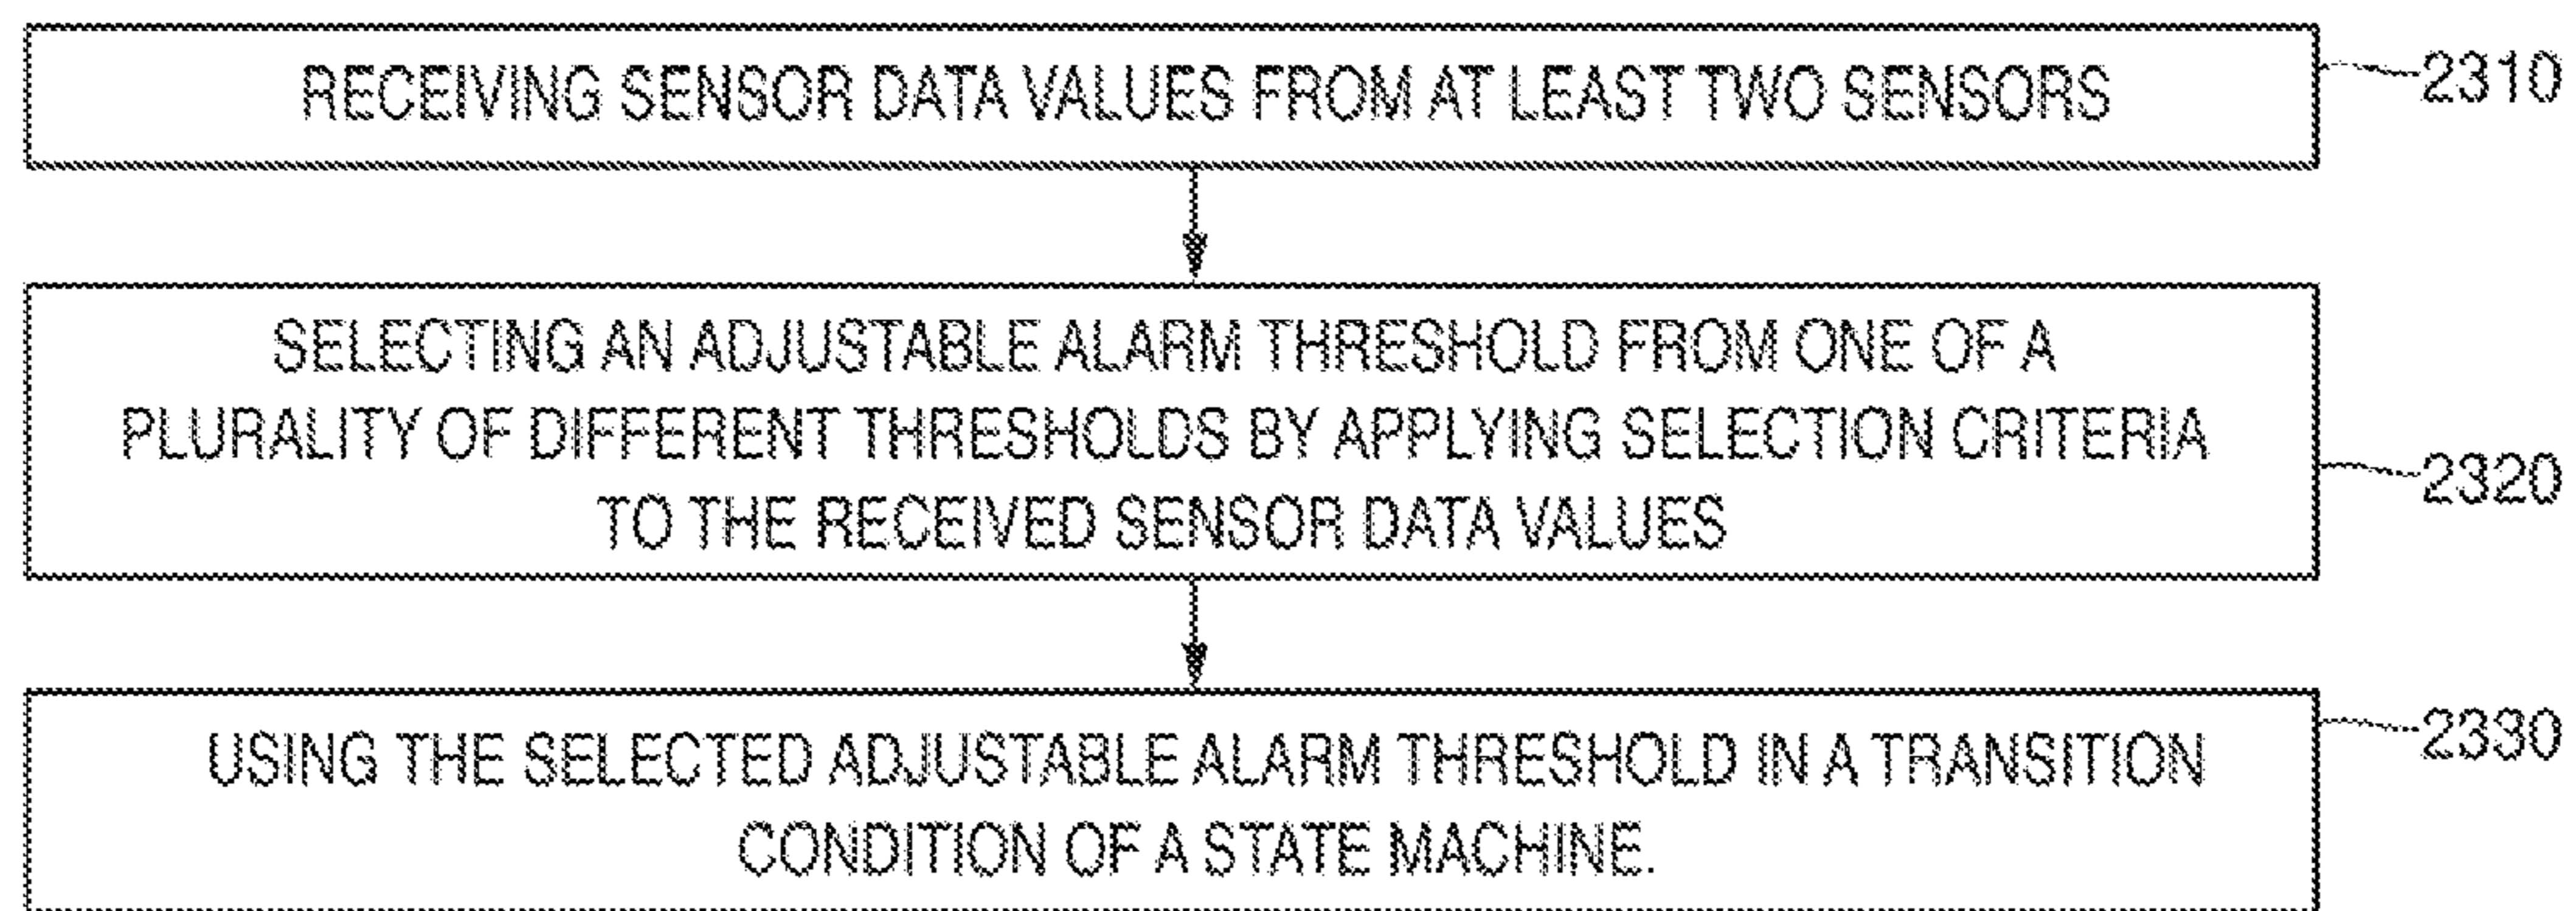 RECEIVING SENSOR DATA VALUES FROM AT LEAST TWO SENSORS
2310
SELECTING AN ADJUSTABLE ALARM THRESHOLD FROM ONE OF A
PLURALITY OF DIFFERENT THRESHOLDS BY APPLYING SELECTION CRITERIA
TO THE RECEIVED SENSOR DATA VALUES
2320
USING THE SELECTED ADJUSTABLE ALARM THRESHOLD IN A TRANSITION
CONDITION OF A STATE MACHINE.
2330